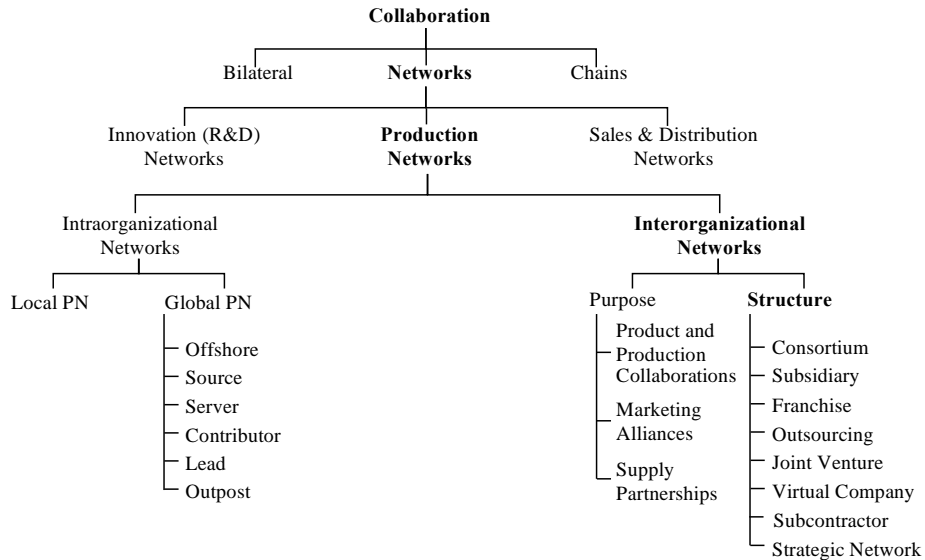 Collaboration
Bilateral
Networks
Chains
Innovation (R&D)
Networks
Production
Networks
Sales & Distribution
Networks
Intraorganizational
Networks
Interorganizational
Networks
Local PN
Global PN
Offshore
Source
Server
Contributor
Lead
Outpost
Purpose
Product and
Production
Collaborations
Marketing
Alliances
Supply
Partnerships
Structure
Consortium
Subsidiary
Franchise
Outsourcing
Joint Venture
Virtual Company
Subcontractor
Strategic Network